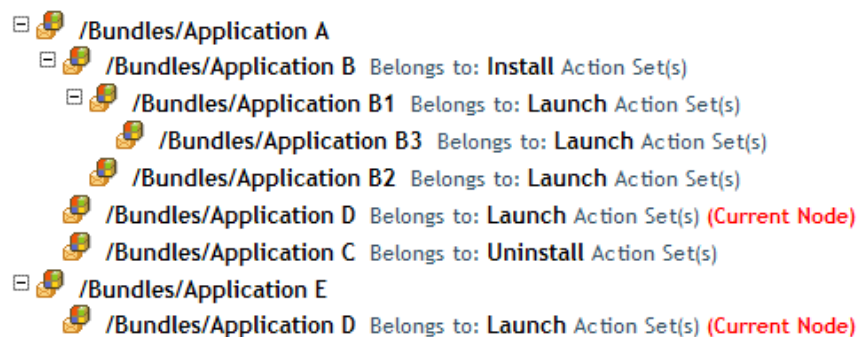 /Bundles/Application A
/Bundles/Application B Belongs to: Install Action Set(s)
/Bundles/Application B1 Belongs to: Launch Action Set(s)
/Bundles/Application B3 Belongs to: Launch Action Set(s)
/Bundles/Application B2 Belongs to: Launch Action Set(s)
/Bundles/Application D Belongs to: Launch Action Set(s) (Current Node)
/Bundles/Application C Belongs to: Uninstall Action Set(s)
/Bundles/Application E
/Bundles/Application D Belongs to: Launch Action Set(s) (Current Node)